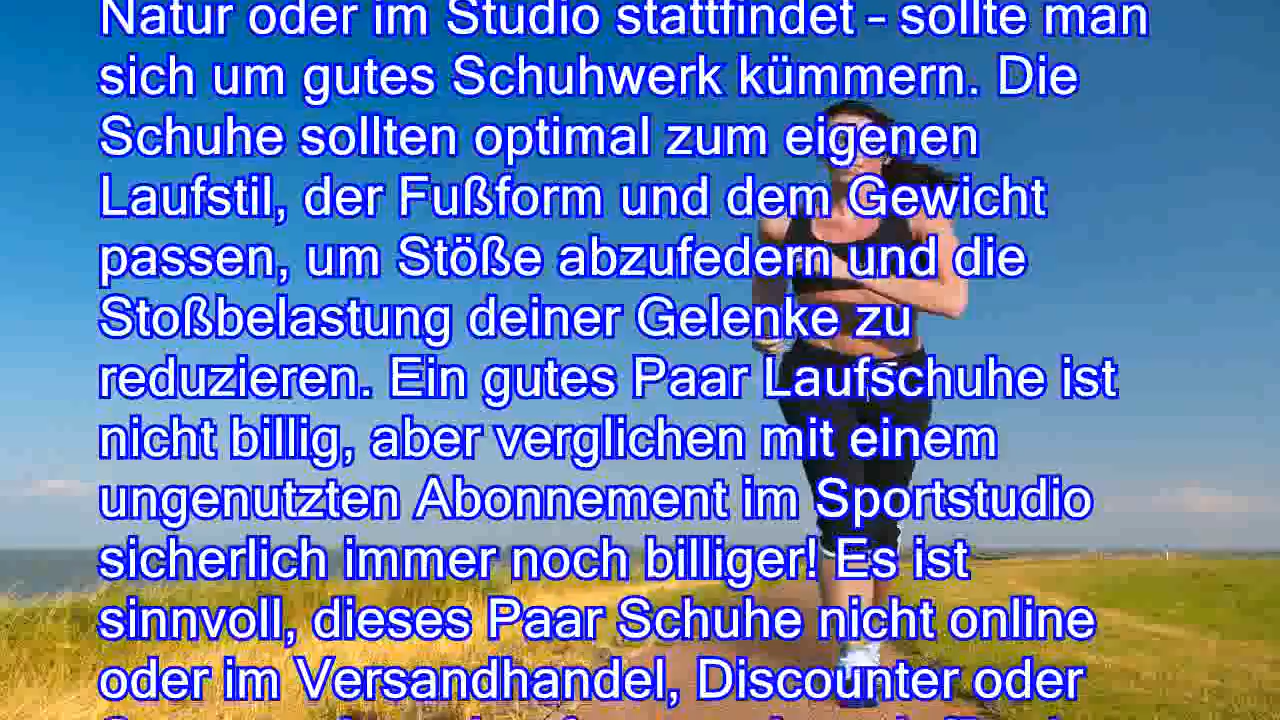 Natur oder im Studio stattfindet – sollte man
sich um gutes Schuhwerk kümmern. Die
Schuhe sollten optimal zum eigenen
Laufstil, der Fußform und dem Gewicht
passen, um Stöße abzufedern und die
Stoßbelastung deiner Gelenke zu
reduzieren. Ein gutes Paar Laufschuhe ist
nicht billig, aber verglichen mit einem
ungenutzten Abonnement im Sportstudio
sicherlich immer noch billiger! Es ist
sinnvoll, dieses Paar Schuhe nicht online
oder im Versandhandel, Discounter oder